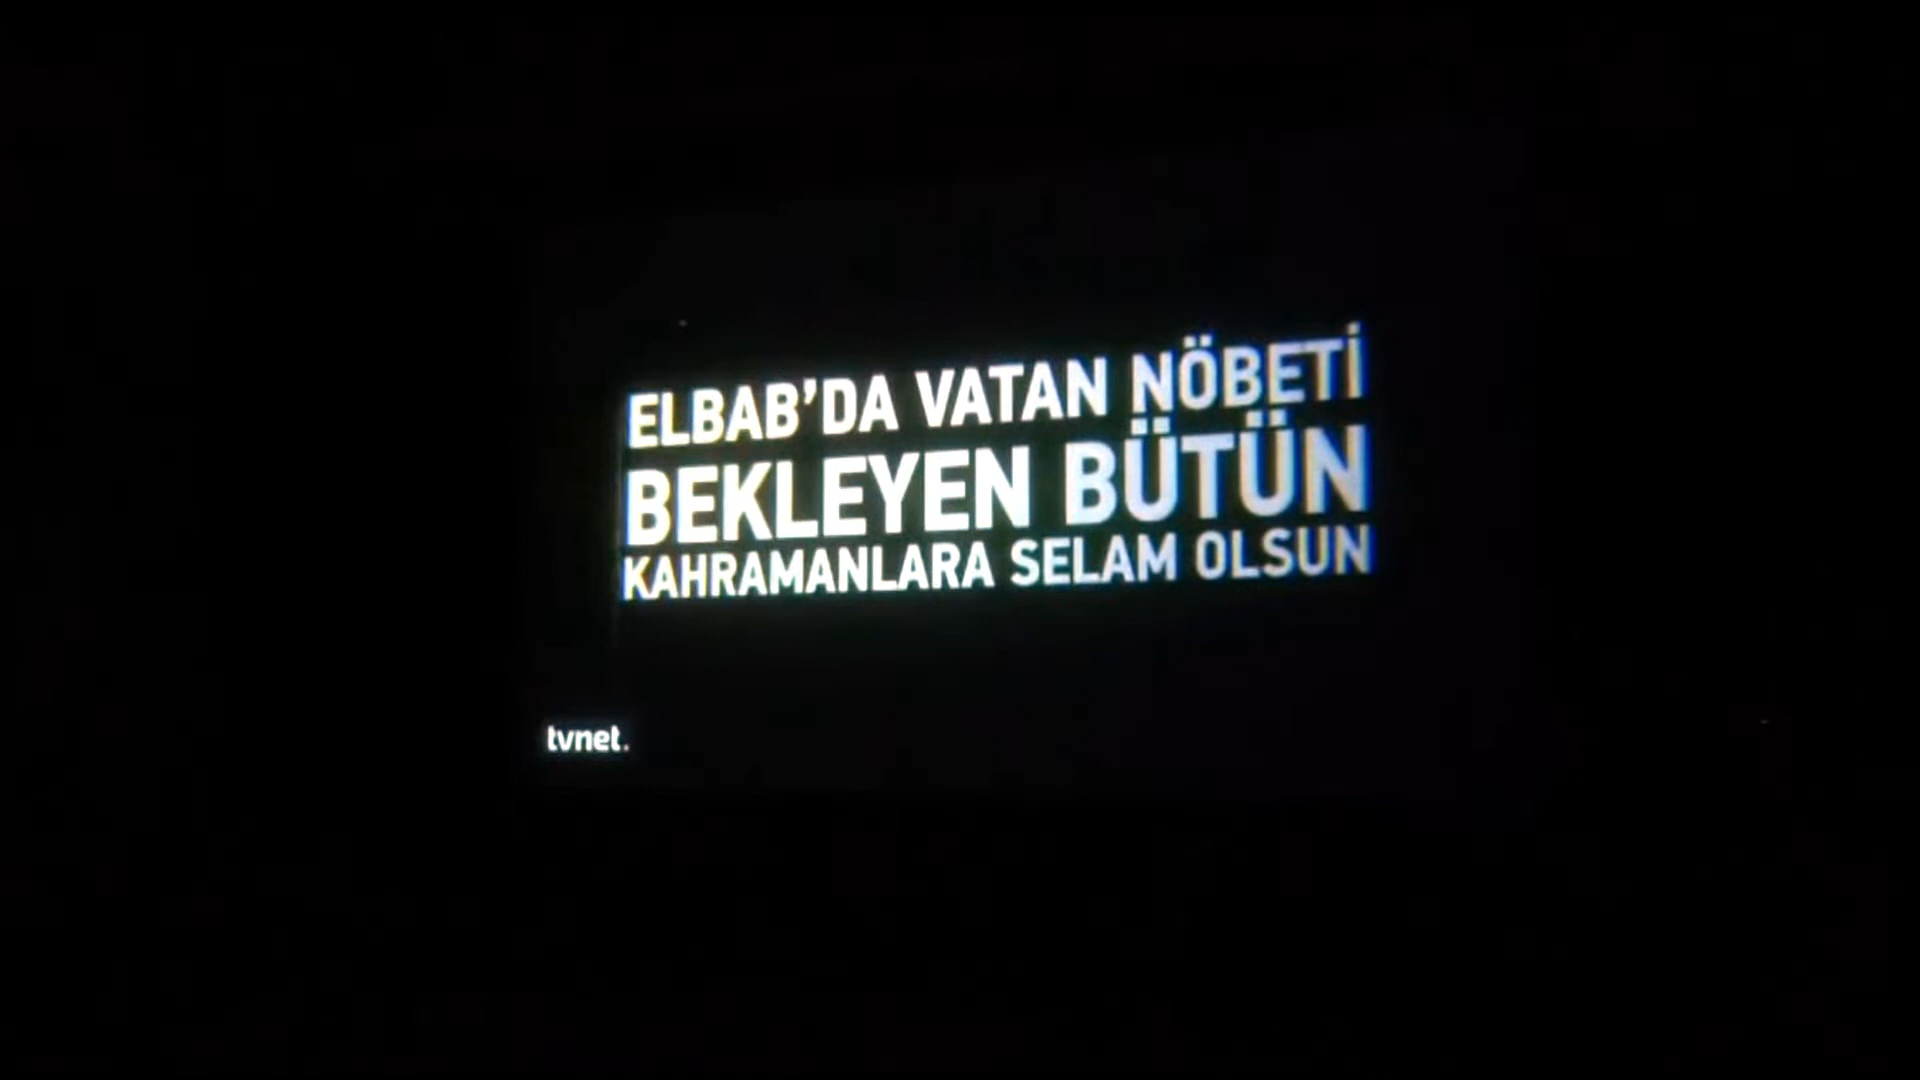 ELBAB'DA VATAN NÖBETİ
BEKLEYEN BÜTÜN
KAHRAMANLARA SELAM OLSUN
tvnet.